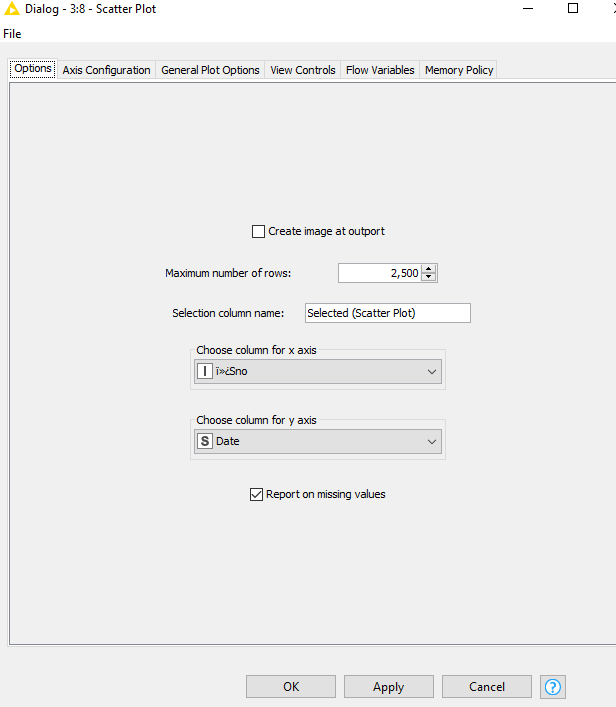 Dialog - 3:8 - Scatter Plot
File
Options Axis Configuration General Plot Options View Controls Flow Variables Memory Policy
Create image at outport
Maximum number of rows: 2,500
Selection column name: Selected (Scatter Plot)
Choose column for x axis
I ï»¿Sno
Choose column for y axis
S Date
Report on missing values
OK Apply Cancel ?